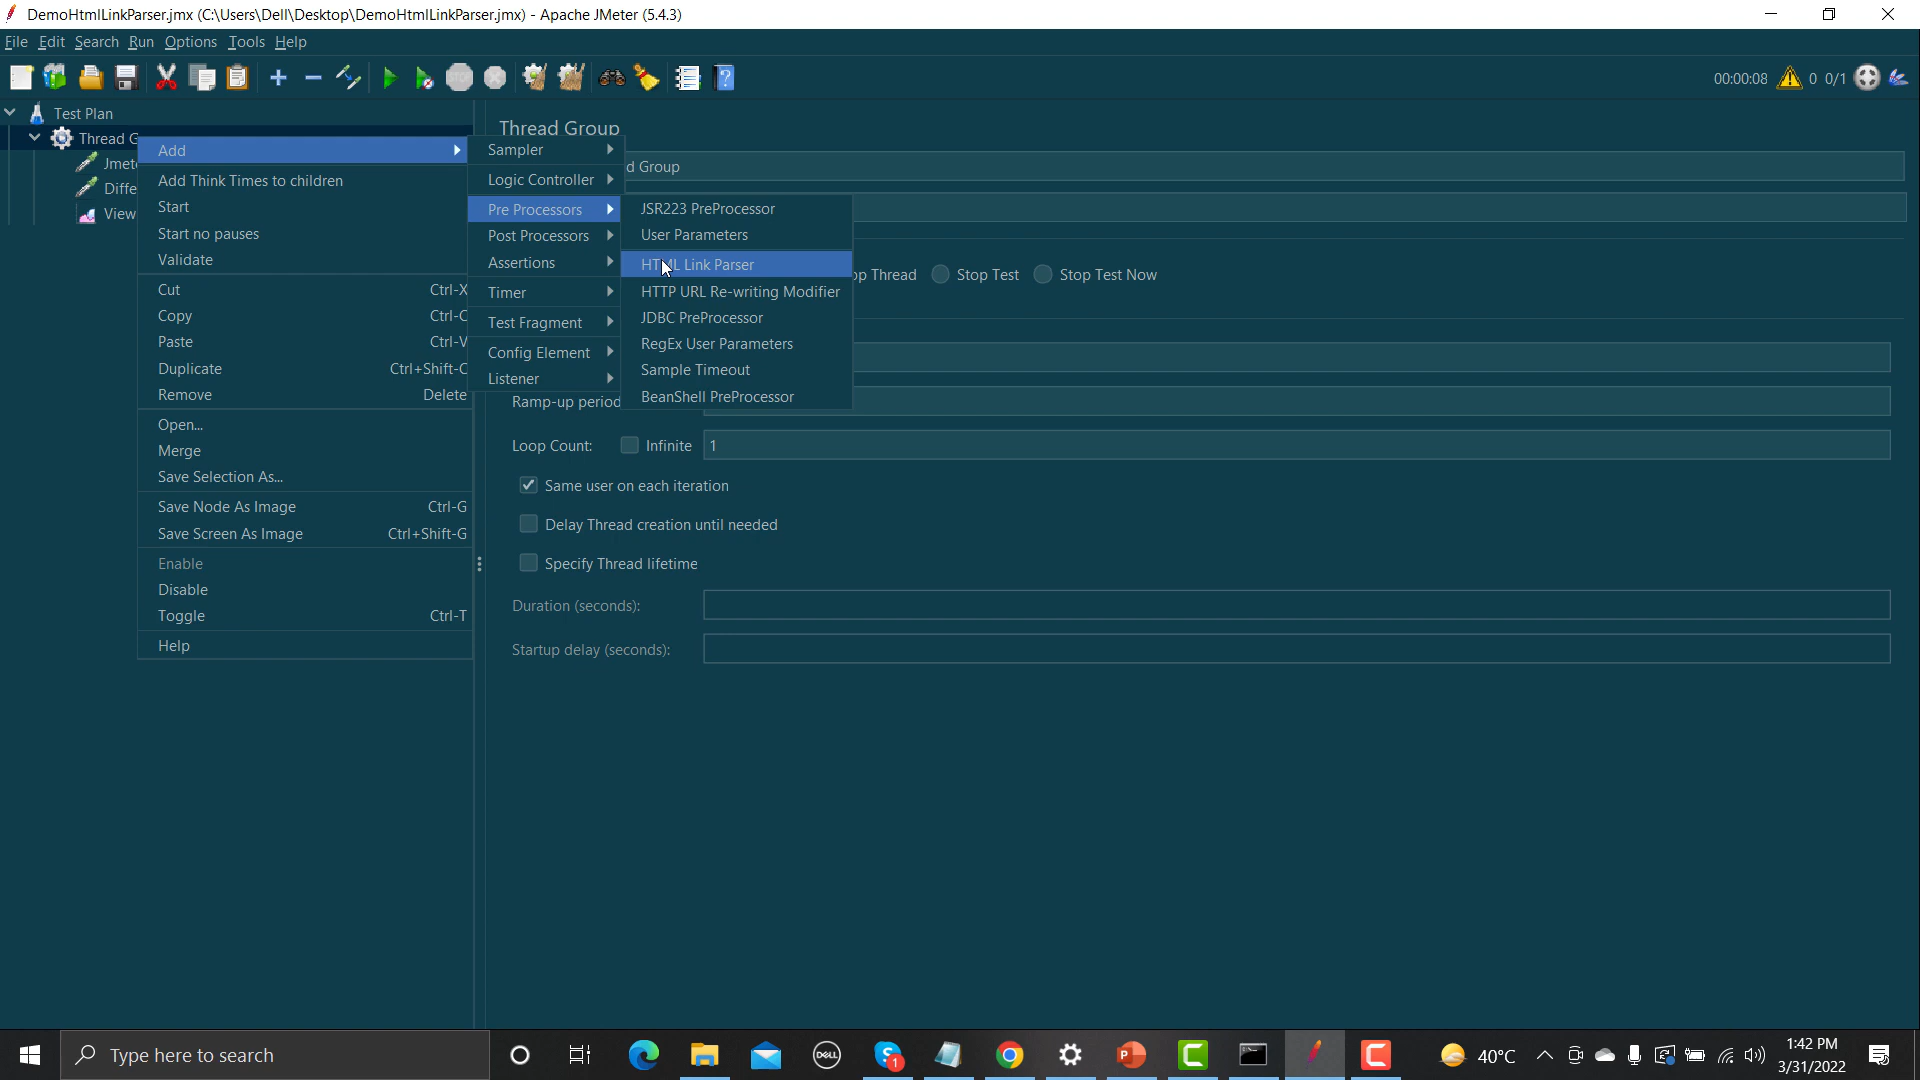 DemoHtmlLinkParser.jmx (C:\Users\Dell\Desktop\DemoHtmlLinkParser.jmx) - Apache JMeter (5.4.3)
File Edit Search Run Options Tools Help
STOP
00:00:08 0 0/1
Test Plan
Thread G
Jmet
Diffe
View
Add
Add Think Times to children
Start
Start no pauses
Validate
Cut Ctrl-X
Copy Ctrl-C
Paste Ctrl-V
Duplicate Ctrl+Shift-C
Remove Delete
Open...
Merge
Save Selection As...
Save Node As Image Ctrl-G
Save Screen As Image Ctrl+Shift-G
Enable
Disable
Toggle Ctrl-T
Help
Sampler
Logic Controller
Pre Processors
Post Processors
Assertions
Timer
Test Fragment
Config Element
Listener
JSR223 PreProcessor
User Parameters
HTML Link Parser
HTTP URL Re-writing Modifier
JDBC PreProcessor
RegEx User Parameters
Sample Timeout
BeanShell PreProcessor
Thread Group
d Group
op Thread Stop Test Stop Test Now
Ramp-up period
Loop Count: Infinite 1
Same user on each iteration
Delay Thread creation until needed
Specify Thread lifetime
Duration (seconds):
Startup delay (seconds):
Type here to search
DELL
1
40°C
1:42 PM
3/31/2022